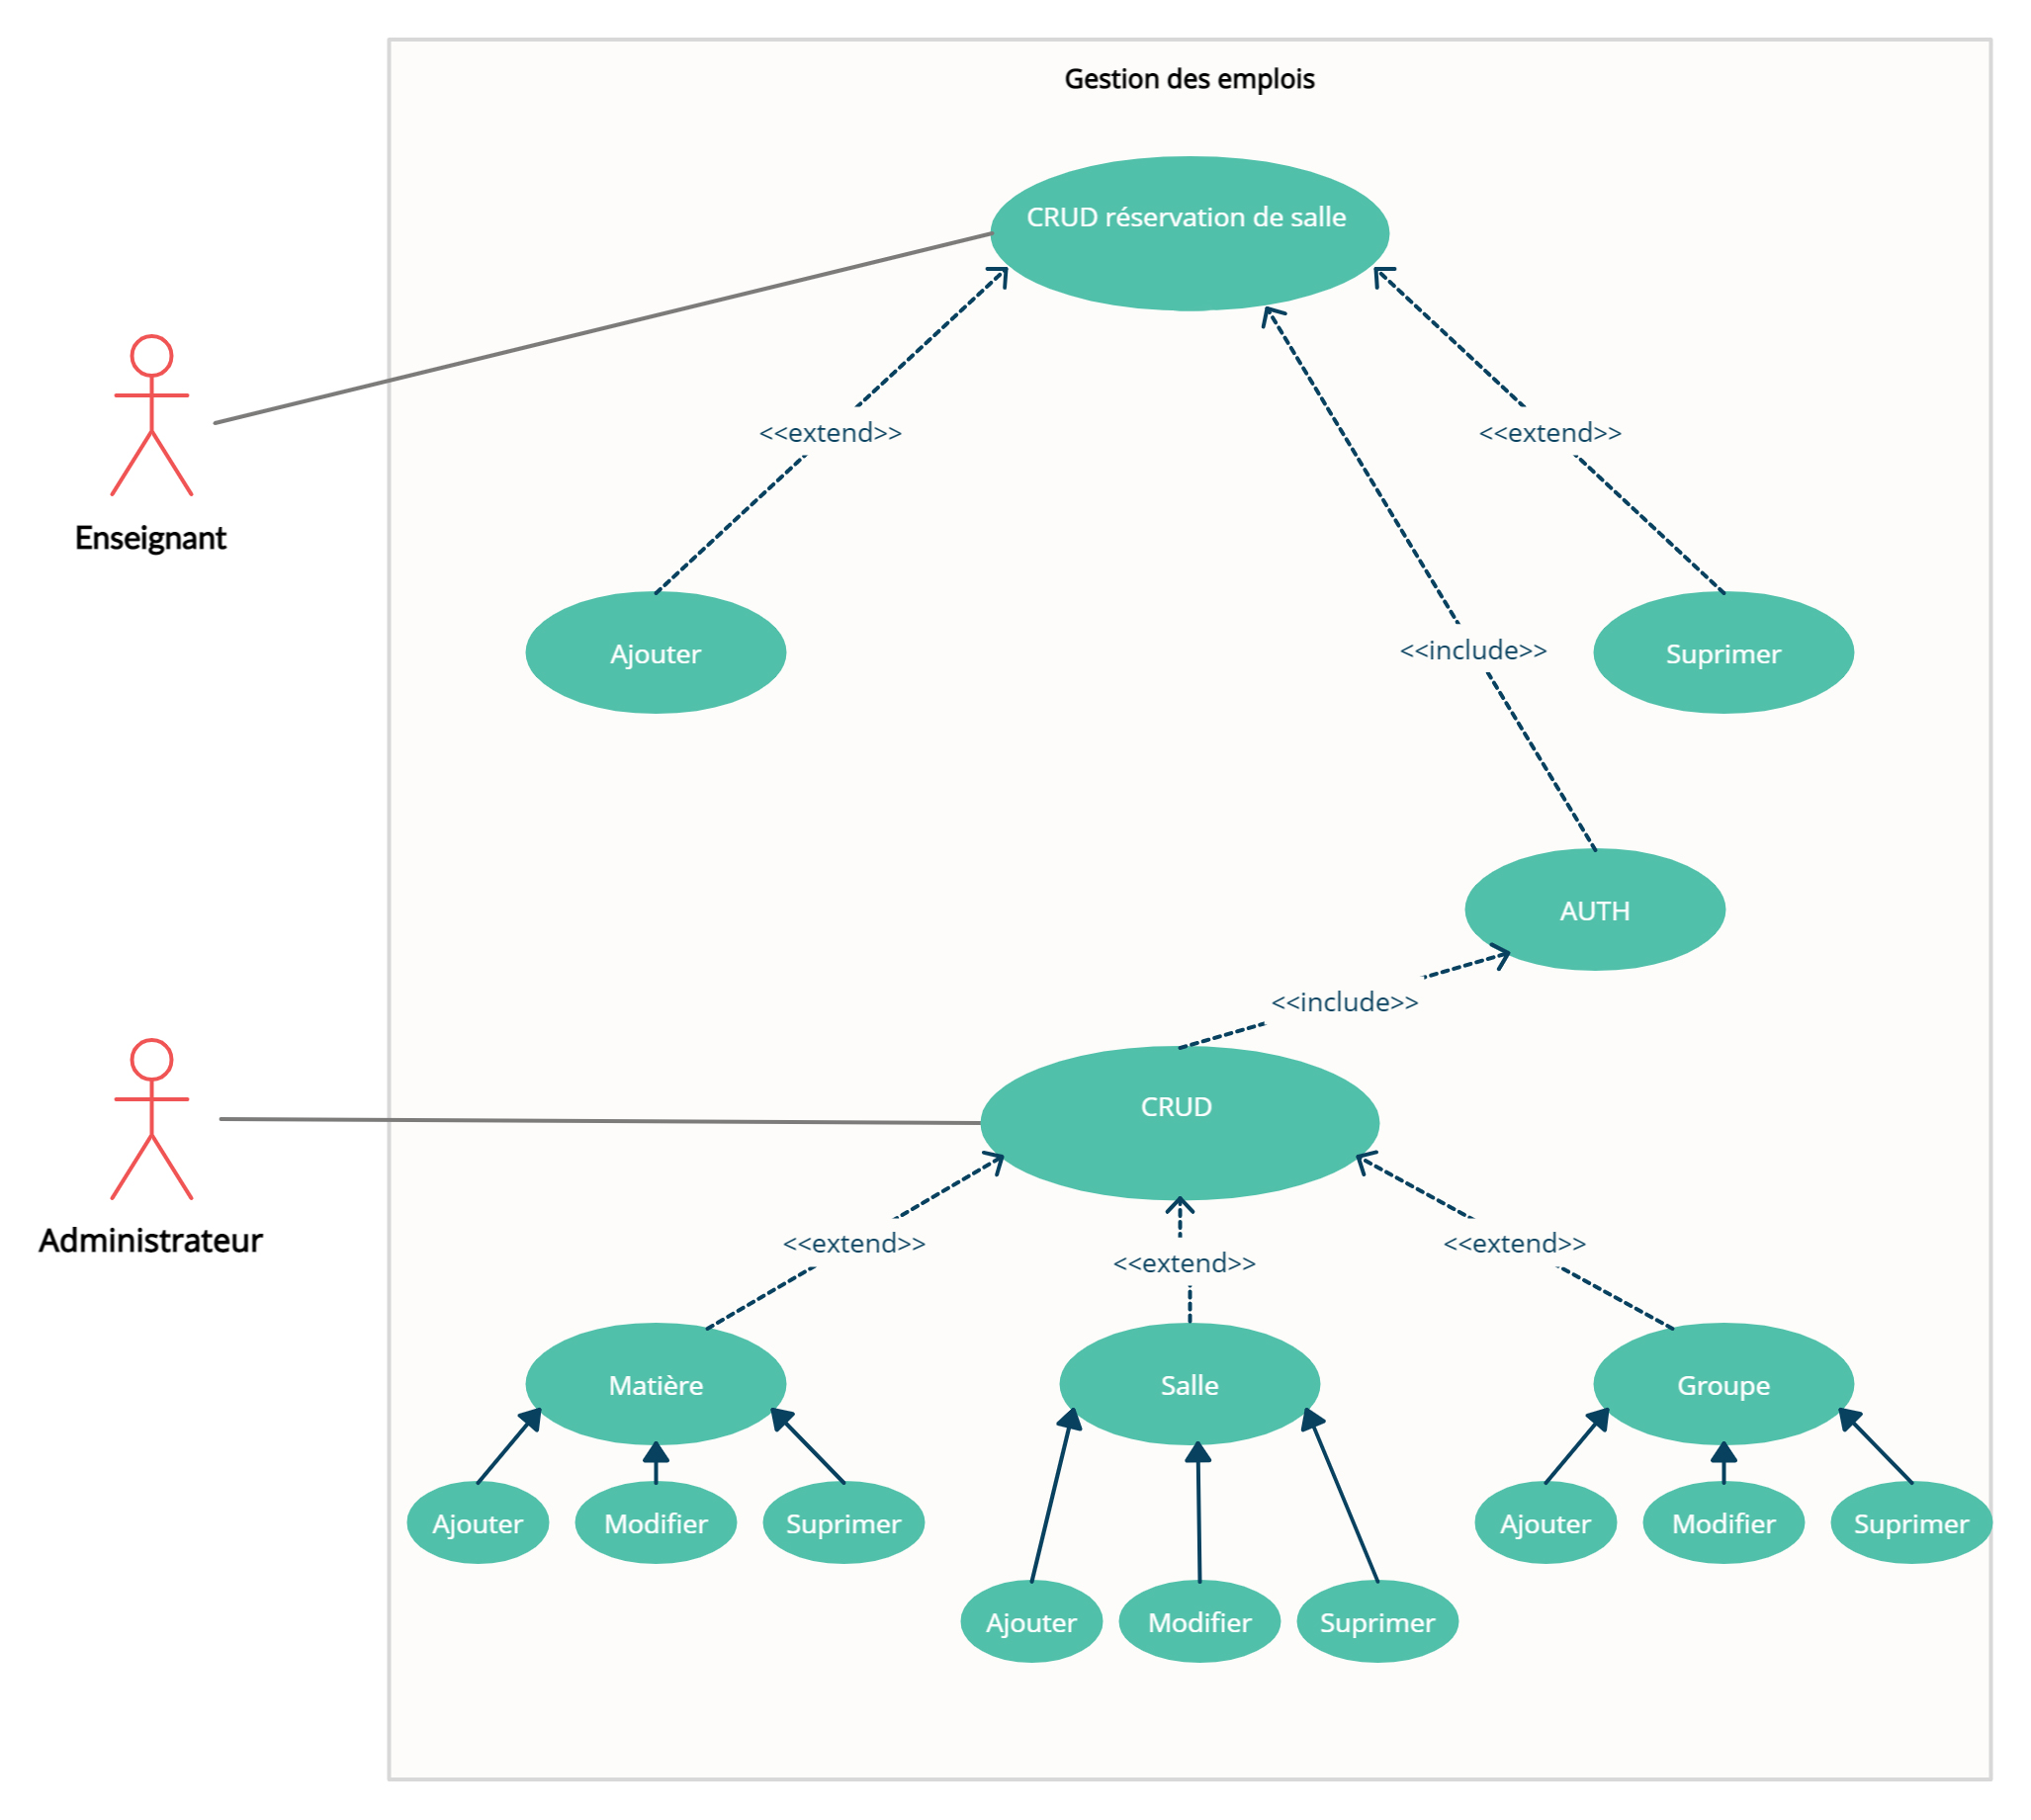 Gestion des emplois
CRUD réservation de salle
<<extend>>
<<extend>>
Enseignant
Ajouter
<<include>>
Suprimer
AUTH
<<include>>
CRUD
Administrateur
<<extend>>
<<extend>>
<<extend>>
Matière
Salle
Groupe
Ajouter
Modifier
Suprimer
Ajouter
Modifier
Suprimer
Ajouter
Modifier
Suprimer